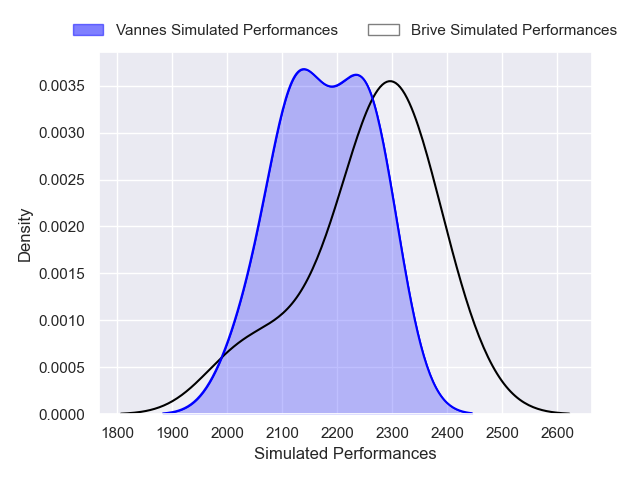 Vannes Simulated Performances
Brive Simulated Performances
0.0035
0.0030
0.0025
0.0020
0.0015
0.0010
0.0005
0.0000
Density
1800 1900 2000 2100 2200 2300 2400 2500 2600
Simulated Performances